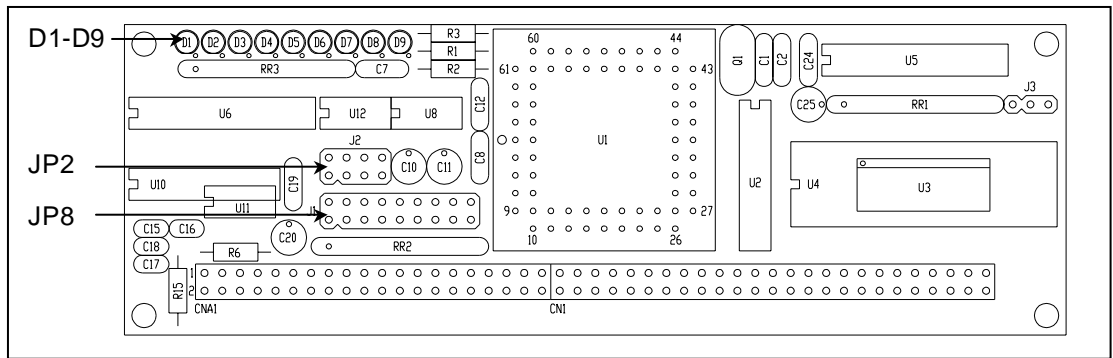 D1-D9
D1 D2 D3 D4 D5 D6 D7 D8 D9
R3
R1
R2
RR3
C7
60
44
61
43
U1
9
27
10
26
Q1
C1
C2
C24
U5
J3
C25
RR1
U6
U12
U8
C12
J2
JP2
C10
C11
C8
U10
U11
C19
JP8
J1
U2
U4
U3
C15
C16
C18
C17
C20
R6
RR2
R15
1
2
CNA1
CN1